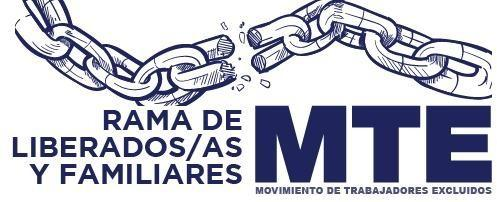 RAMA DE
LIBERADOS/AS
Y FAMILIARES
MTE
MOVIMIENTO DE TRABAJADORES EXCLUIDOS